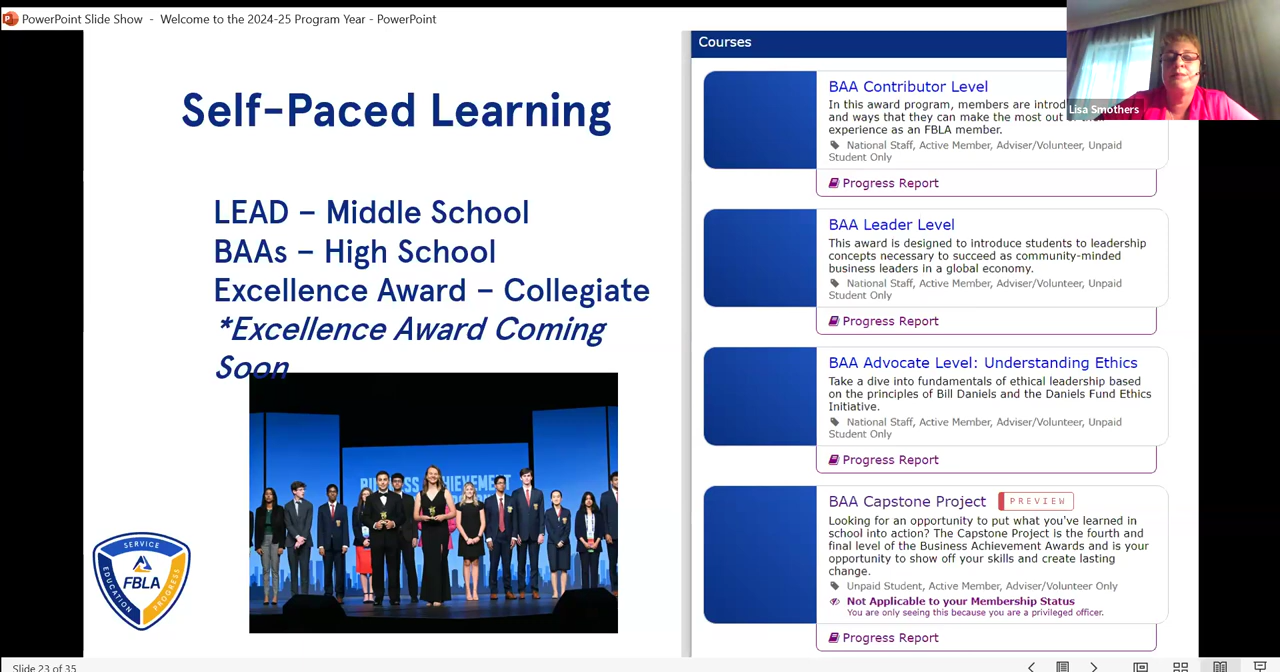 PowerPoint Slide Show - Welcome to the 2024-25 Program Year - PowerPoint
Self-Paced Learning
LEAD – Middle School
BAAs – High School
Excellence Award – Collegiate
*Excellence Award Coming
Soon
BUSINESS ACHIEVEMENT
SERVICE
EDUCATION
PROGRESS
FBLA
Courses
BAA Contributor Level
In this award program, members are
and ways that they can make the most out
experience as an FBLA member.
National Staff, Active Member, Adviser/Volunteer, Unpaid
Student Only
Progress Report
BAA Leader Level
This award is designed to introduce students to leadership
concepts necessary to succeed as community-minded
business leaders in a global economy.
National Staff, Active Member, Adviser/Volunteer, Unpaid
Student Only
Progress Report
BAA Advocate Level: Understanding Ethics
Take a dive into fundamentals of ethical leadership based
on the principles of Bill Daniels and the Daniels Fund Ethics
Initiative.
National Staff, Active Member, Adviser/Volunteer, Unpaid
Student Only
Progress Report
BAA Capstone Project PREVIEW
Looking for an opportunity to put what you've learned in
school into action? The Capstone Project is the fourth and
final level of the Business Achievement Awards and is your
opportunity to show off your skills and create lasting
change.
Unpaid Student, Active Member, Adviser/Volunteer Only
Not Applicable to your Membership Status
You are only seeing this because you are a privileged officer.
Progress Report
Lisa Smothers
Slide 23 of 35